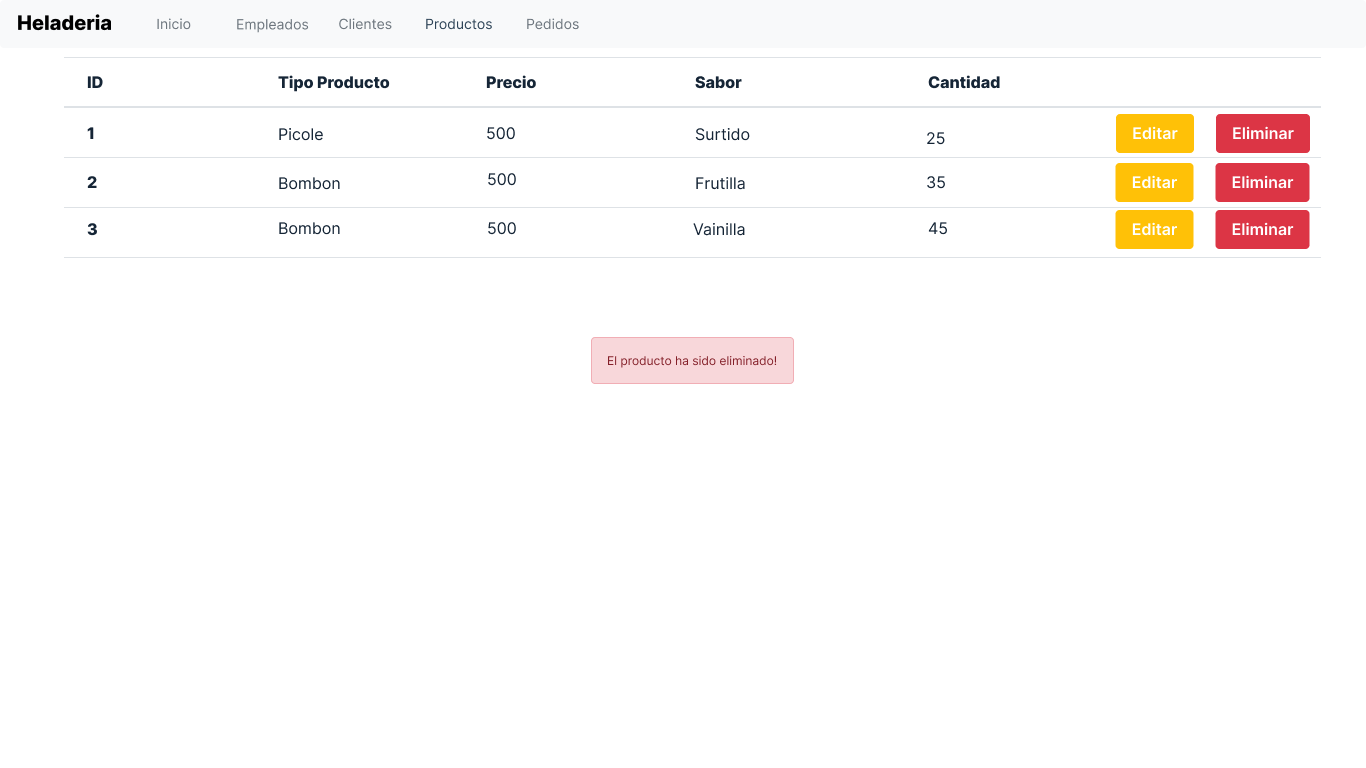 Heladeria Inicio Empleados Clientes Productos Pedidos
ID Tipo Producto Precio Sabor Cantidad
1 Picole 500 Surtido 25 Editar Eliminar
2 Bombon 500 Frutilla 35 Editar Eliminar
3 Bombon 500 Vainilla 45 Editar Eliminar
El producto ha sido eliminado!